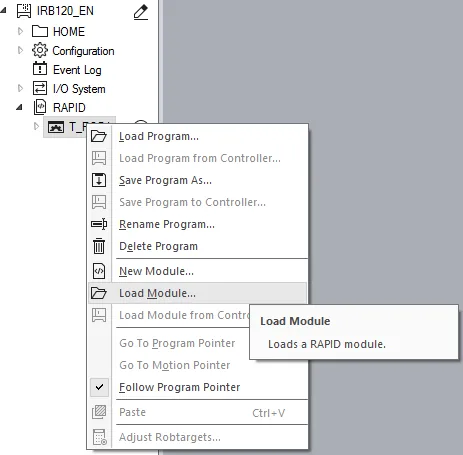 IRB120_EN
HOME
Configuration
Event Log
I/O System
RAPID
Load Program...
Load Program from Controller...
Save Program As...
Save Program to Controller...
Rename Program...
Delete Program
New Module...
Load Module...
Load Module from
Load Module
Loads a RAPID module.
Go To Program Pointer
Go To Motion Pointer
Follow Program Pointer
Paste Ctrl+V
Adjust Robtargets...